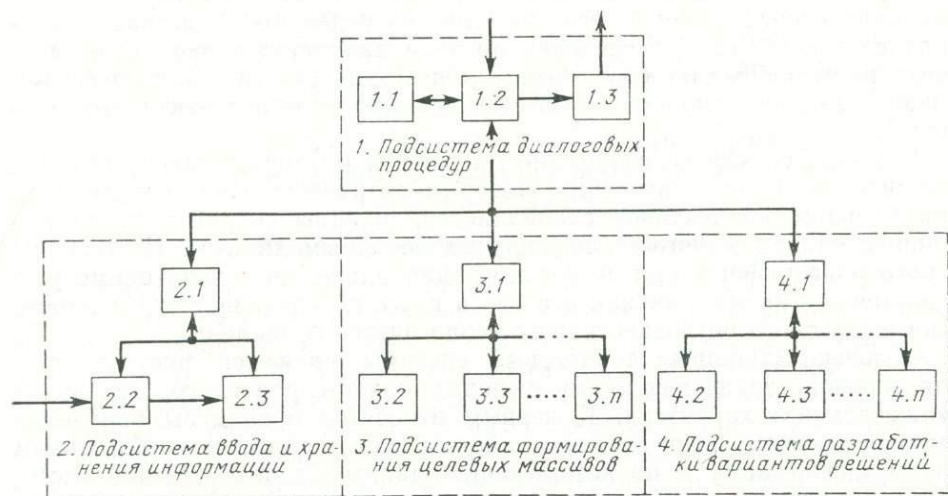 1.1 1.2 1.3
1. Подсистема диалоговых
процедур
2.1 3.1 4.1
2.2 2.3 3.2 3.3 ..... 3.n 4.2 4.3 ..... 4.n
2. Подсистема ввода и хра-
нения информации
3. Подсистема формирова-
ния целевых массивов
4. Подсистема разработ-
ки вариантов решений